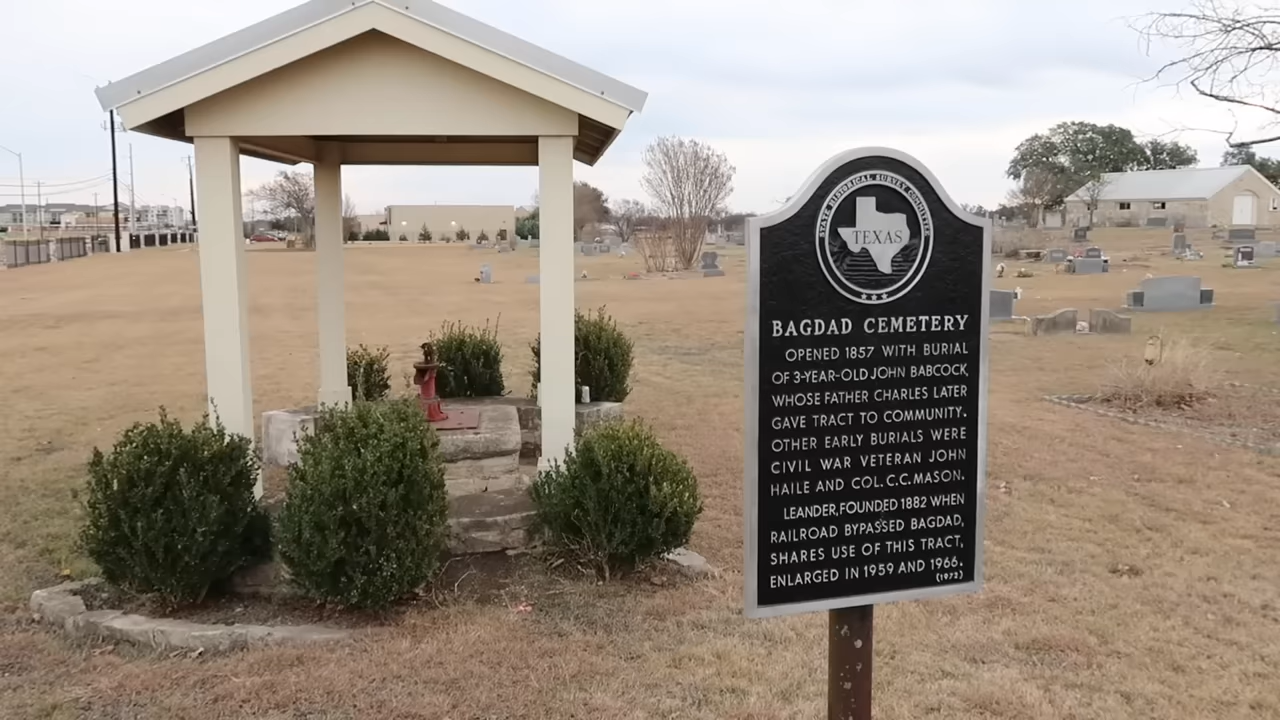 STATE HISTORICAL SURVEY COMMITTEE
TEXAS
BAGDAD CEMETERY
OPENED 1857 WITH BURIAL
OF 3-YEAR-OLD JOHN BABCOCK,
WHOSE FATHER CHARLES LATER
GAVE TRACT TO COMMUNITY.
OTHER EARLY BURIALS WERE
CIVIL WAR VETERAN JOHN
HAILE AND COL. C.C. MASON.
LEANDER, FOUNDED 1882 WHEN
RAILROAD BYPASSED BAGDAD,
SHARES USE OF THIS TRACT,
ENLARGED IN 1959 AND 1966.
(1972)